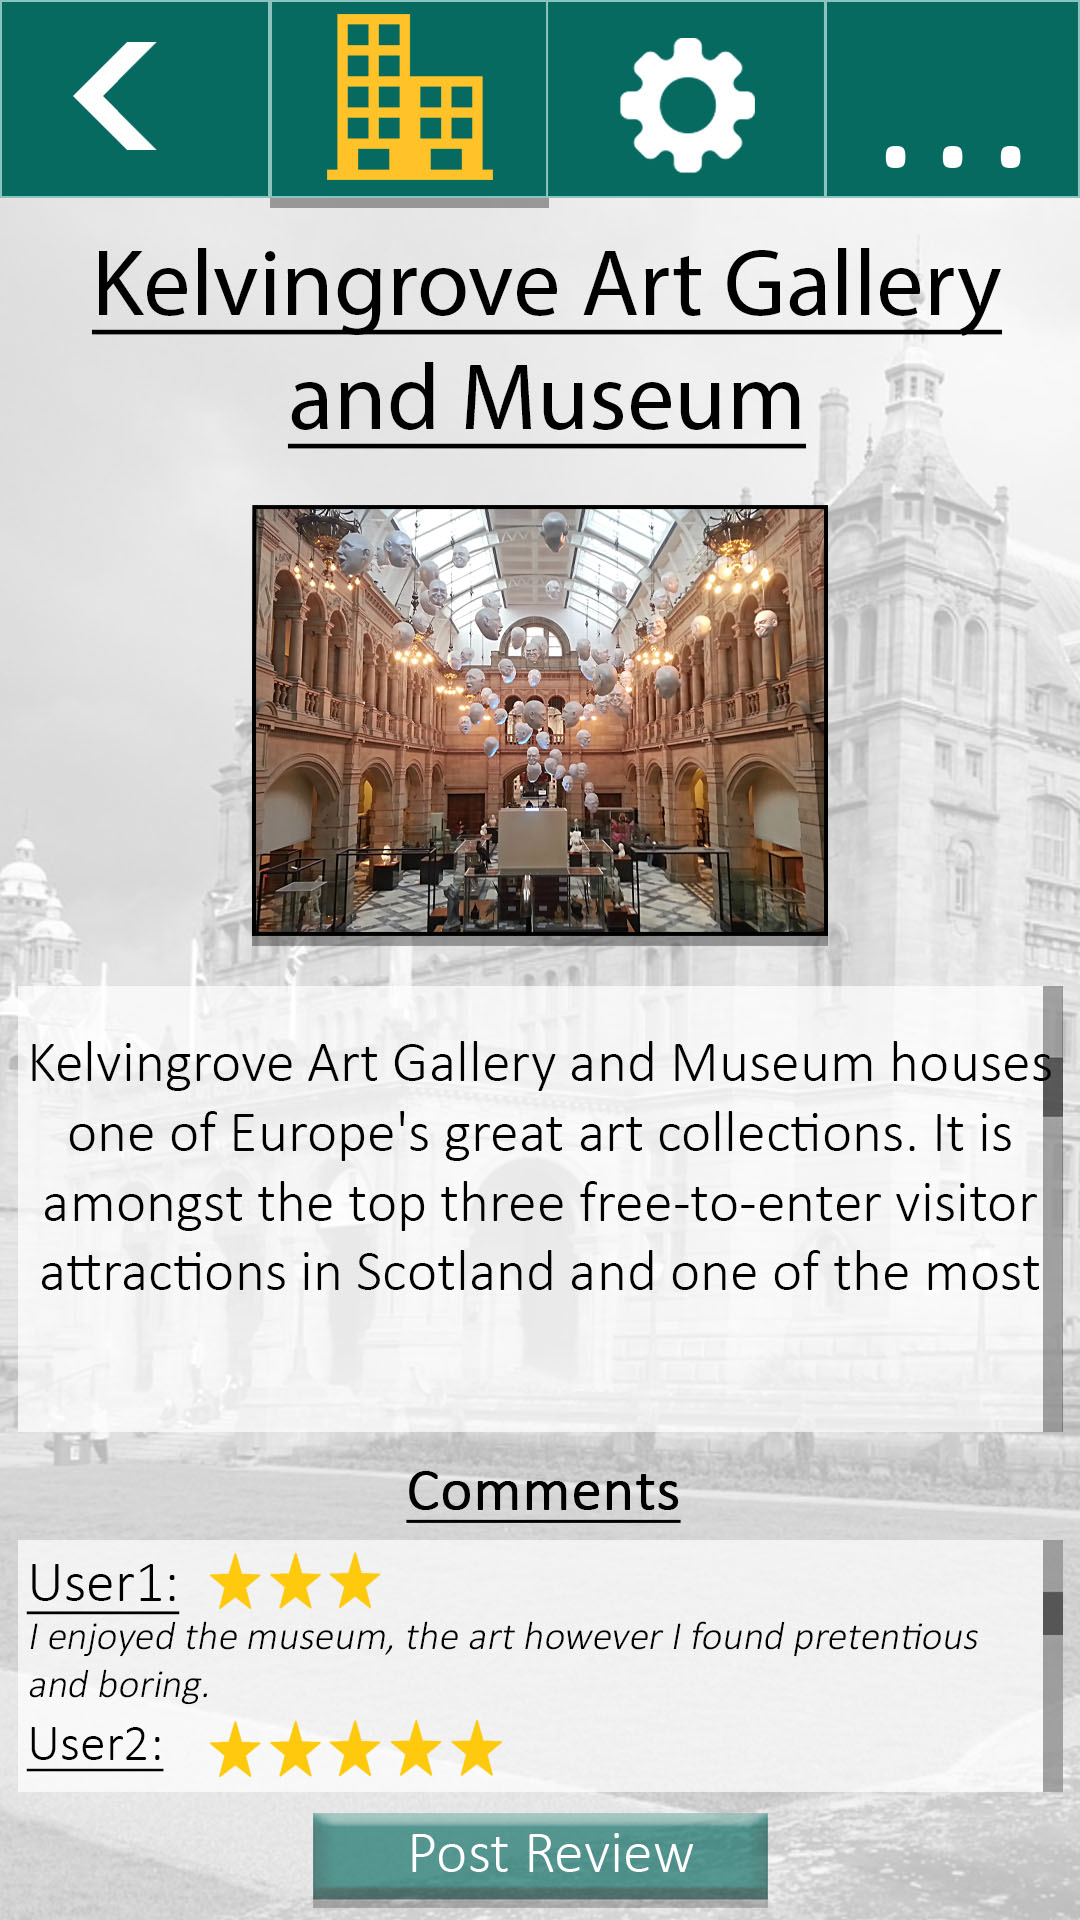 Kelvingrove Art Gallery
and Museum
Kelvingrove Art Gallery and Museum houses
one of Europe's great art collections. It is
amongst the top three free-to-enter visitor
attractions in Scotland and one of the most
Comments
User1:
I enjoyed the museum, the art however I found pretentious
and boring.
User2:
Post Review